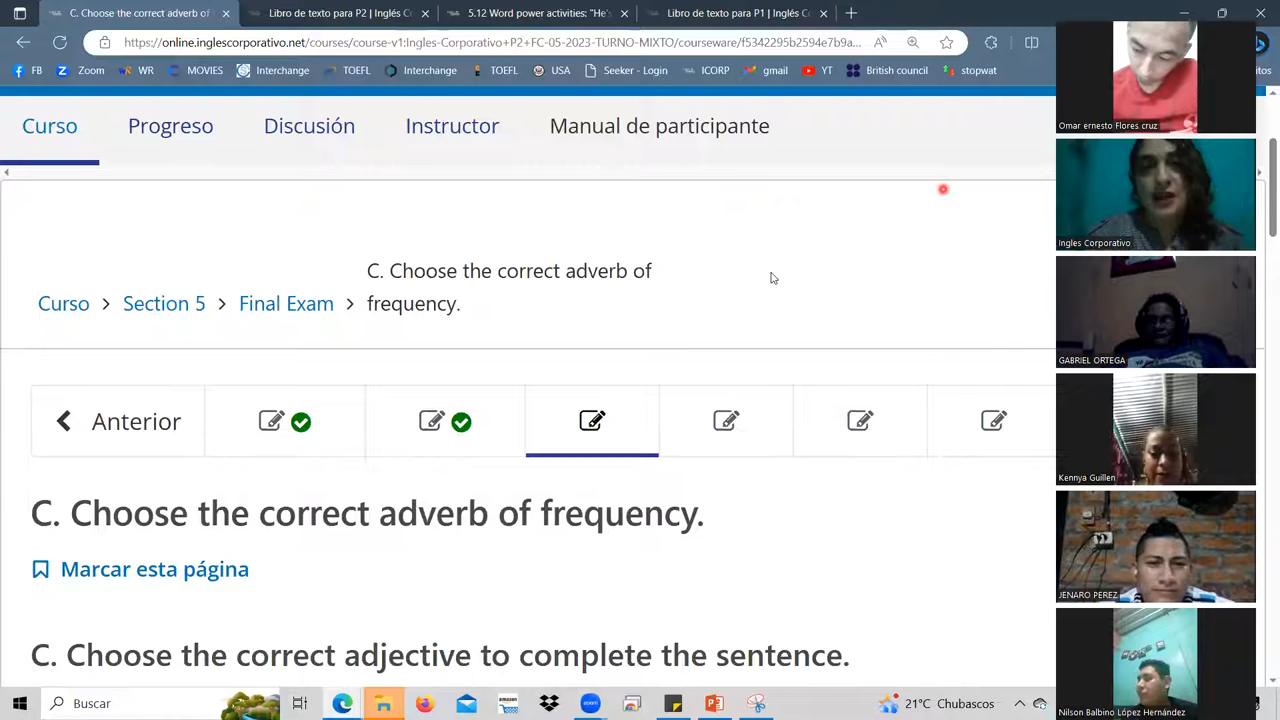 C. Choose the correct adverb of
Libro de texto para P2 | Inglés C
5.12 Word power activities; "He's
Libro de texto para P1 | Inglés C
https://online.inglescorporativo.net/courses/course-v1:Ingles-Corporativo+P2+FC-05-2023-TURNO-MIXTO/courseware/f5342295b2594e7b9a...
FB
Zoom
WR
MOVIES
Interchange
TOEFL
Interchange
TOEFL
USA
Seeker - Login
ICORP
gmail
YT
British council
stopwat
itos
Curso
Progreso
Discusión
Instructor
Manual de participante
Curso > Section 5 > Final Exam > C. Choose the correct adverb of
frequency.
Anterior
C. Choose the correct adverb of frequency.
Marcar esta página
C. Choose the correct adjective to complete the sentence.
Omar ernesto Flores cruz
Ingles Corporativo
GABRIEL ORTEGA
Kennya Guillen
JENARO PEREZ
Nilson Balbino López Hernández
Buscar
amazon
zoom
21°C Chubascos